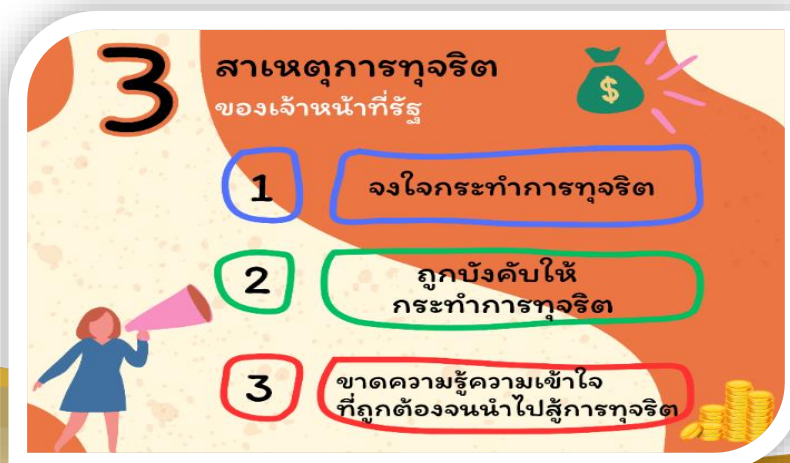 3
สาเหตุการทุจริต
ของเจ้าหน้าที่รัฐ
$
1
จงใจกระทำการทุจริต
2
ถูกบังคับให้
กระทำการทุจริต
3
ขาดความรู้ความเข้าใจ
ที่ถูกต้องจนนำไปสู้การทุจริต